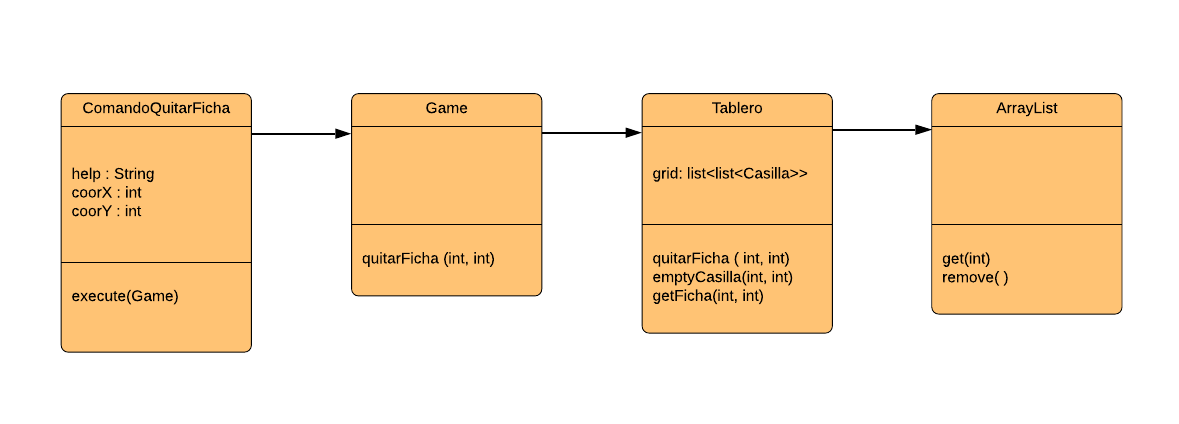 ComandoQuitarFicha
help : String
coorX : int
coorY : int
execute(Game)
Game
quitarFicha (int, int)
Tablero
grid: list<list<Casilla>>
quitarFicha ( int, int)
emptyCasilla(int, int)
getFicha(int, int)
ArrayList
get(int)
remove( )